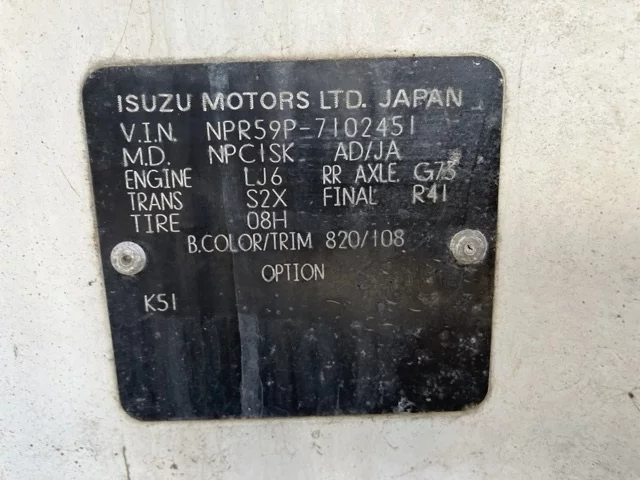 ISUZU MOTORS LTD. JAPAN
V.I.N. NPR59P-7102451
M.D. NPC1SK AD/JA
ENGINE LJ6 RR AXLE G75
TRANS S2X FINAL R41
TIRE 08H
B.COLOR/TRIM 820/108
OPTION
K51